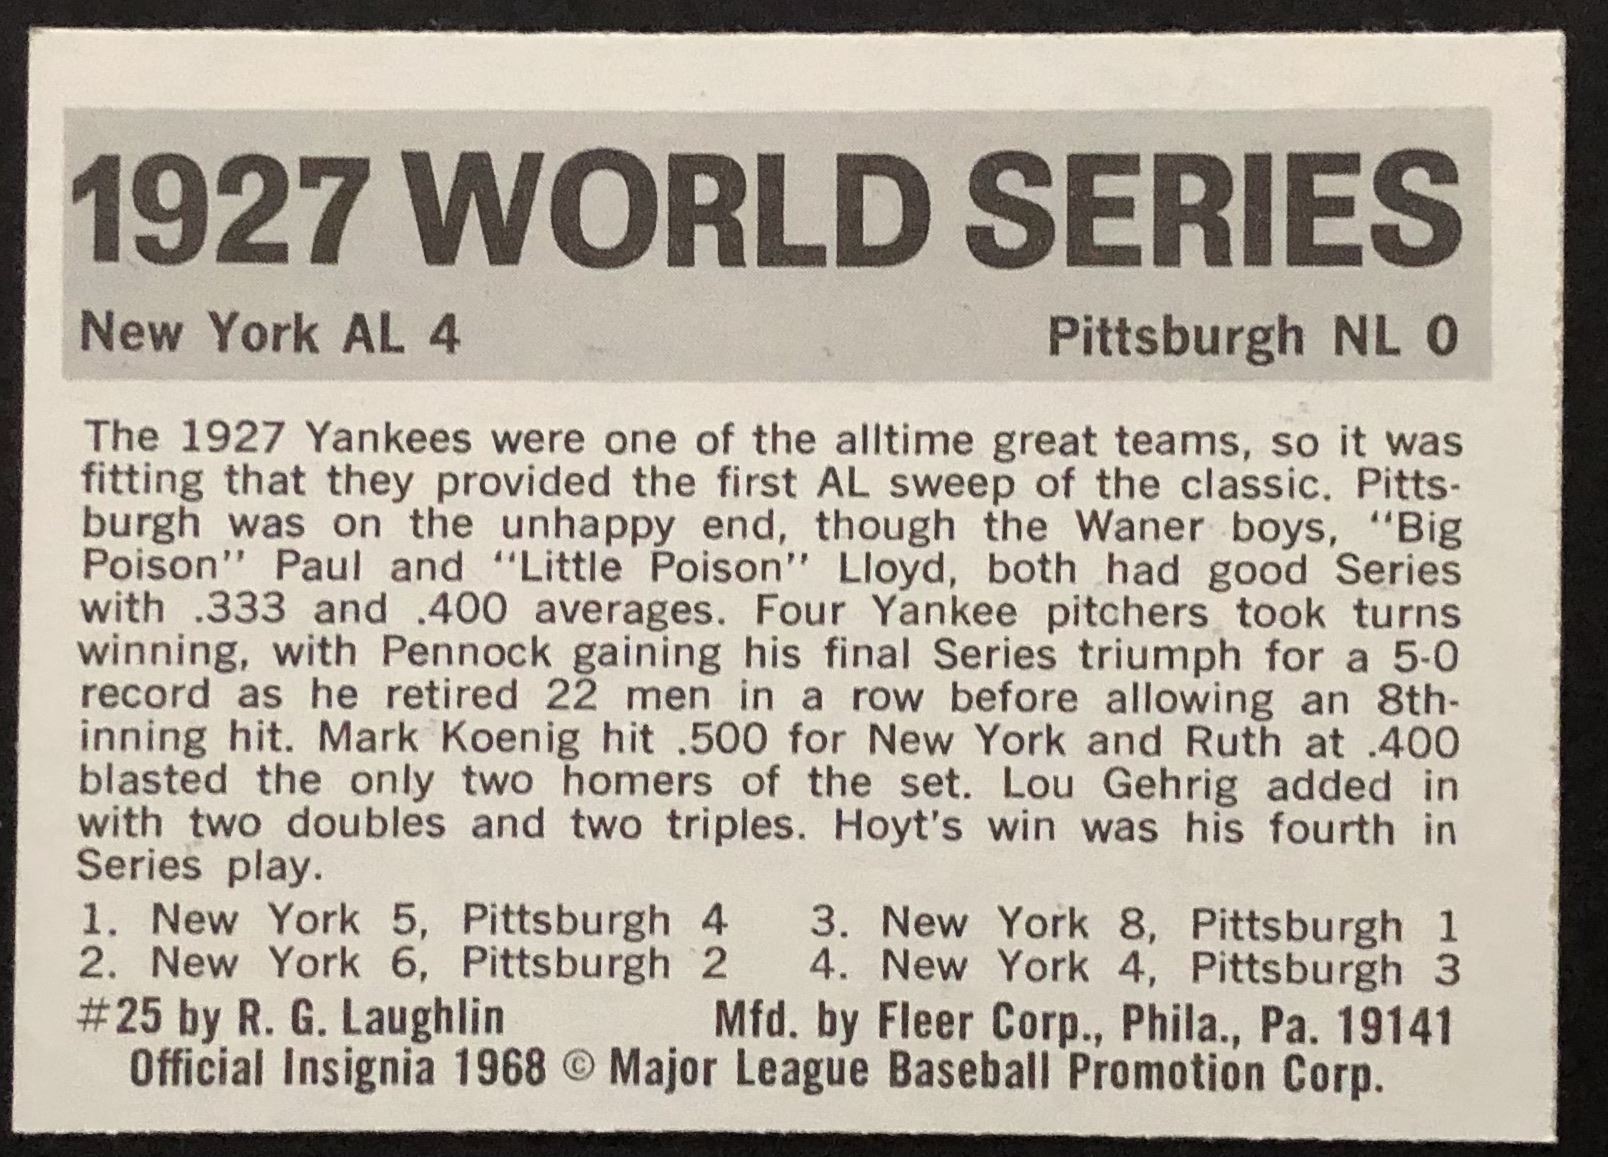 1927 WORLD SERIES
New York AL 4 Pittsburgh NL 0
The 1927 Yankees were one of the alltime great teams, so it was
fitting that they provided the first AL sweep of the classic. Pitts-
burgh was on the unhappy end, though the Waner boys, "Big
Poison" Paul and "Little Poison" Lloyd, both had good Series
with .333 and .400 averages. Four Yankee pitchers took turns
winning, with Pennock gaining his final Series triumph for a 5-0
record as he retired 22 men in a row before allowing an 8th-
inning hit. Mark Koenig hit .500 for New York and Ruth at .400
blasted the only two homers of the set. Lou Gehrig added in
with two doubles and two triples. Hoyt's win was his fourth in
Series play.
1. New York 5, Pittsburgh 4 3. New York 8, Pittsburgh 1
2. New York 6, Pittsburgh 2 4. New York 4, Pittsburgh 3
#25 by R. G. Laughlin Mfd. by Fleer Corp., Phila., Pa. 19141
Official Insignia 1968 © Major League Baseball Promotion Corp.